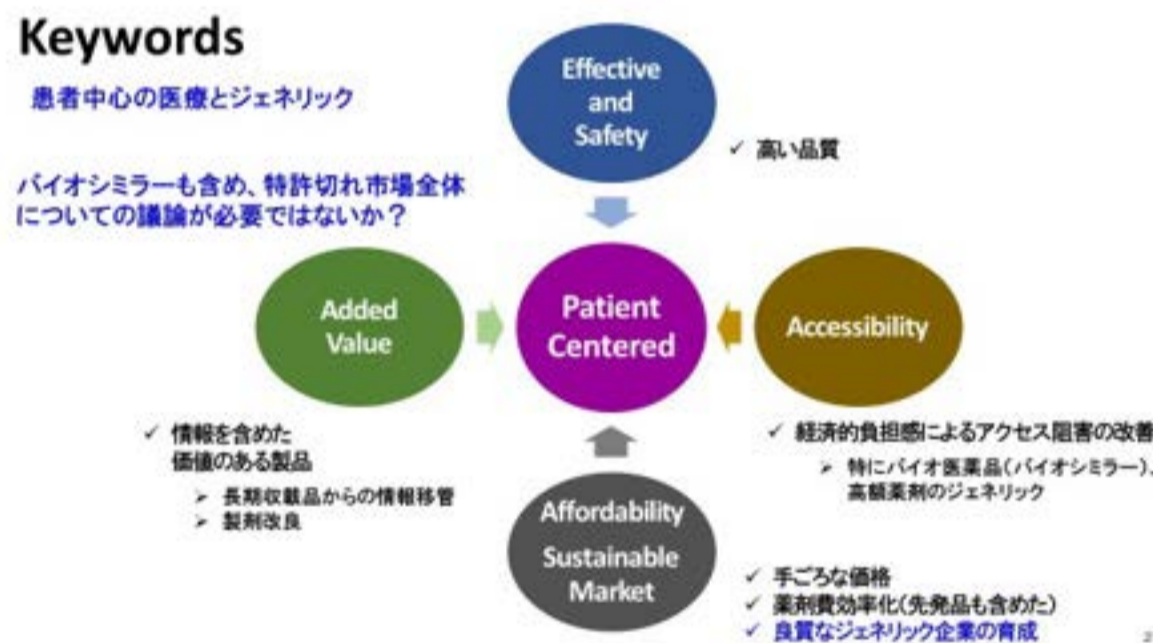 Keywords
患者中心の医療とジェネリック
バイオシミラーも含め、特許切れ市場全体
についての議論が必要ではないか？
Effective
and
Safety
✓ 高い品質
Added
Value
Patient
Centered
Accessibility
✓ 情報を含めた
価値のある製品
➢ 長期収載品からの情報移管
➢ 製剤改良
✓ 経済的負担感によるアクセス阻害の改善
➢ 特にバイオ医薬品（バイオシミラー）、
高額薬剤のジェネリック
Affordability
Sustainable
Market
✓ 手ごろな価格
✓ 薬剤費効率化（先発品も含めた）
✓ 良質なジェネリック企業の育成
2